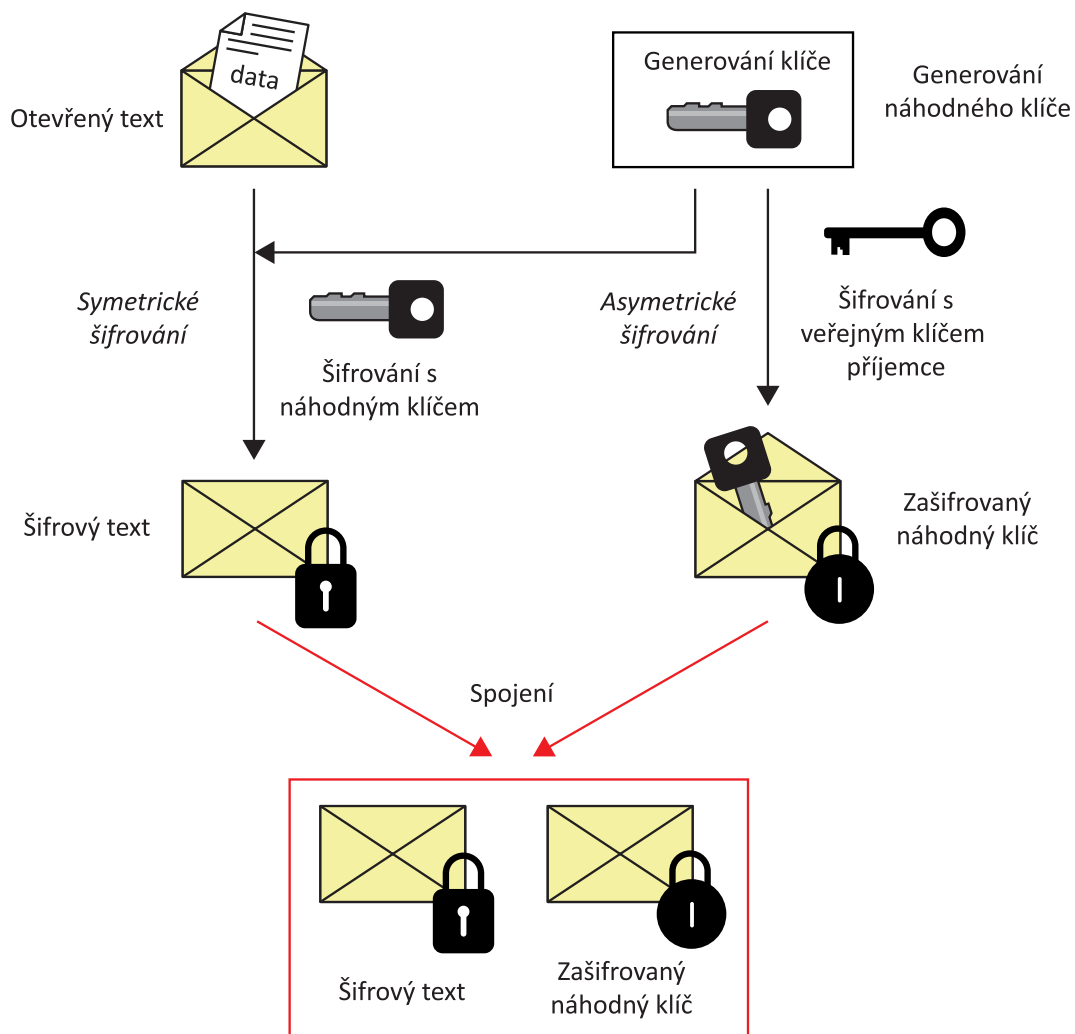 data
Otevřený text
Generování klíče
Generování
náhodného klíče
Symetrické
šifrování
Šifrování s
náhodným klíčem
Asymetrické
šifrování
Šifrování s
veřejným klíčem
příjemce
Šifrový text
Zašifrovaný
náhodný klíč
Spojení
Šifrový text
Zašifrovaný
náhodný klíč